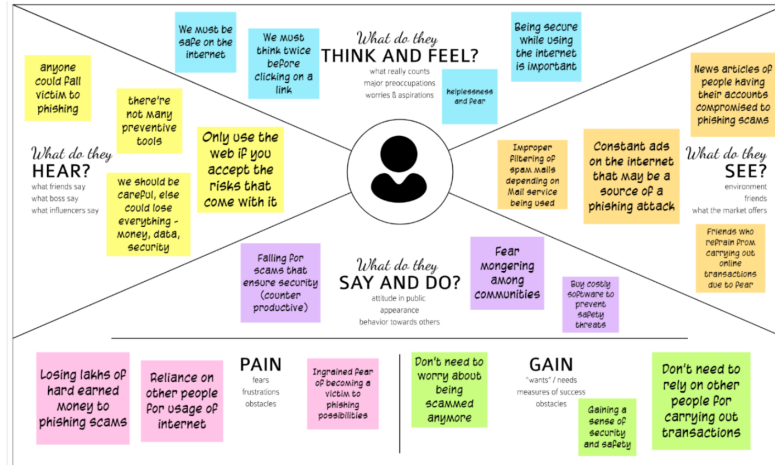 We must be
safe on the
internet
We must
think twice
before
clicking on a
link
What do they
THINK AND FEEL?
what really counts
major preoccupations
worries & aspirations
helplessness
and fear
Being secure
while using
the internet
is important
anyone
could fall
victim to
phishing
there're
not many
preventive
tools
Only use the
web if you
accept the
risks that
come with it
What do they
HEAR?
what friends say
what boss say
what influencers say
we should be
careful, else
could lose
everything -
money, data,
security
News articles of
people having
their accounts
compromised to
phishing scams
Improper
filtering of
spam mails
depending on
Mail service
being used
Constant ads
on the internet
that may be a
source of a
phishing attack
What do they
SEE?
environment
friends
what the market offers
Friends who
refrain from
carrying out
online
transactions
due to fear
Falling for
scams that
ensure security
(counter
productive)
What do they
SAY AND DO?
attitude in public
appearance
behavior towards others
Fear
mongering
among
communities
Buy costly
software to
prevent
safety
threats
Losing lakhs of
hard earned
money to
phishing scams
Reliance on
other people
for usage of
internet
PAIN
fears
frustrations
obstacles
Ingrained fear
of becoming a
victim to
phishing
possibilities
Don't need to
worry about
being
scammed
anymore
GAIN
"wants" / needs
measures of success
obstacles
Gaining a
sense of
security
and safety
Don't need to
rely on other
people for
carrying out
transactions